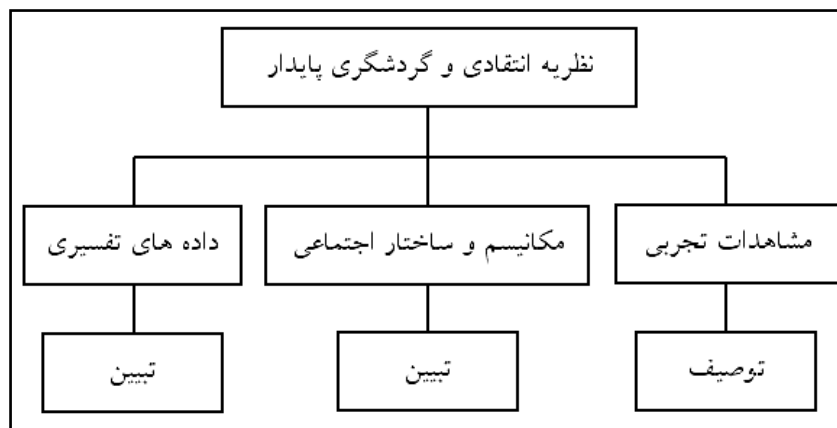 نظریه انتقادی و گردشگری پایدار
مشاهدات تجربی
مکانیسم و ساختار اجتماعی
داده های تفسیری
توصیف
تبیین
تبیین